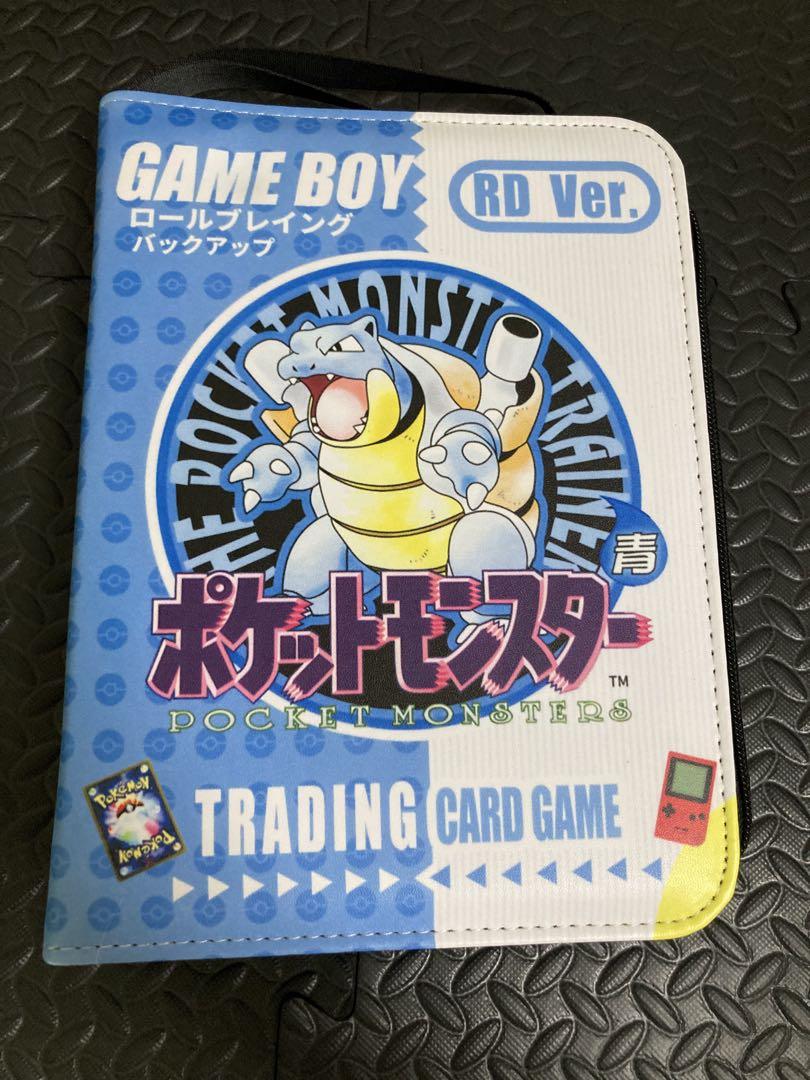 GAME BOY
ロールプレイング
バックアップ
RD Ver.
THE POCKET MONSTER TRAINER
青
ポケットモンスター
TM
POCKET MONSTERS
POKÉMON
POKÉMON
TRADING CARD GAME